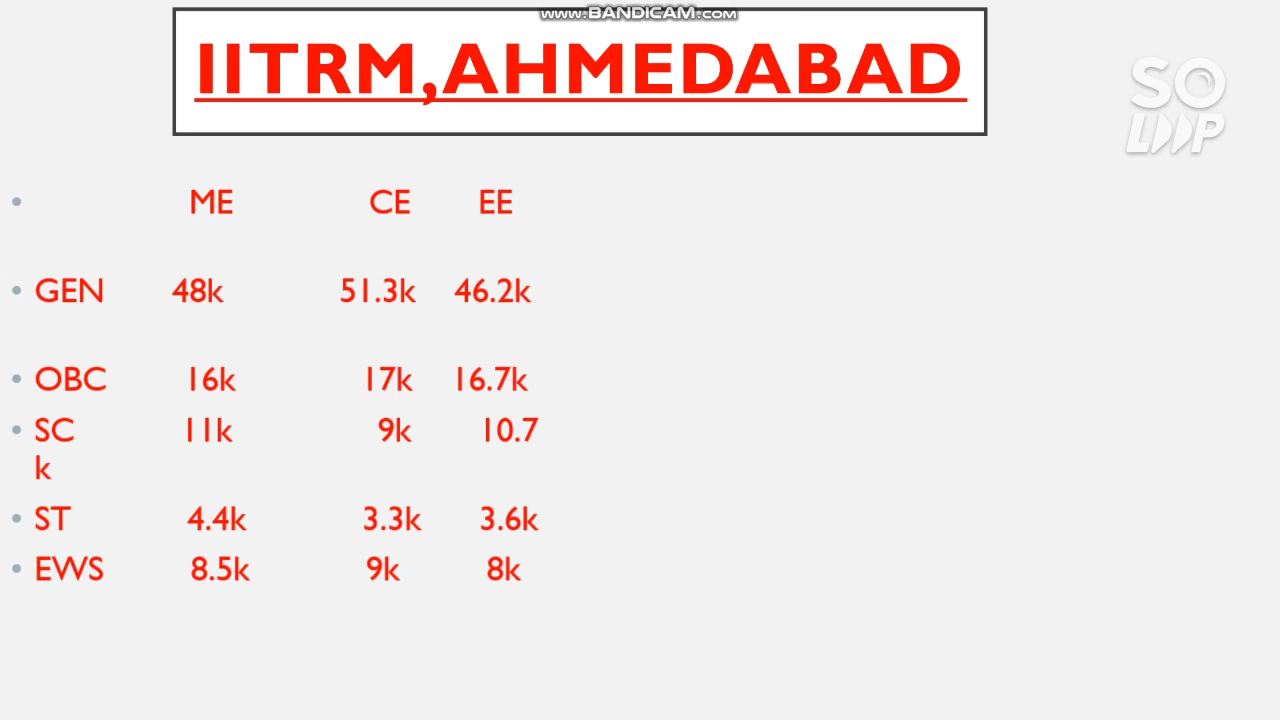 www.BANDICAM.com
IITRM,AHMEDABAD
SO
LOOP
• ME CE EE
• GEN 48k 51.3k 46.2k
• OBC 16k 17k 16.7k
• SC 11k 9k 10.7
k
• ST 4.4k 3.3k 3.6k
• EWS 8.5k 9k 8k